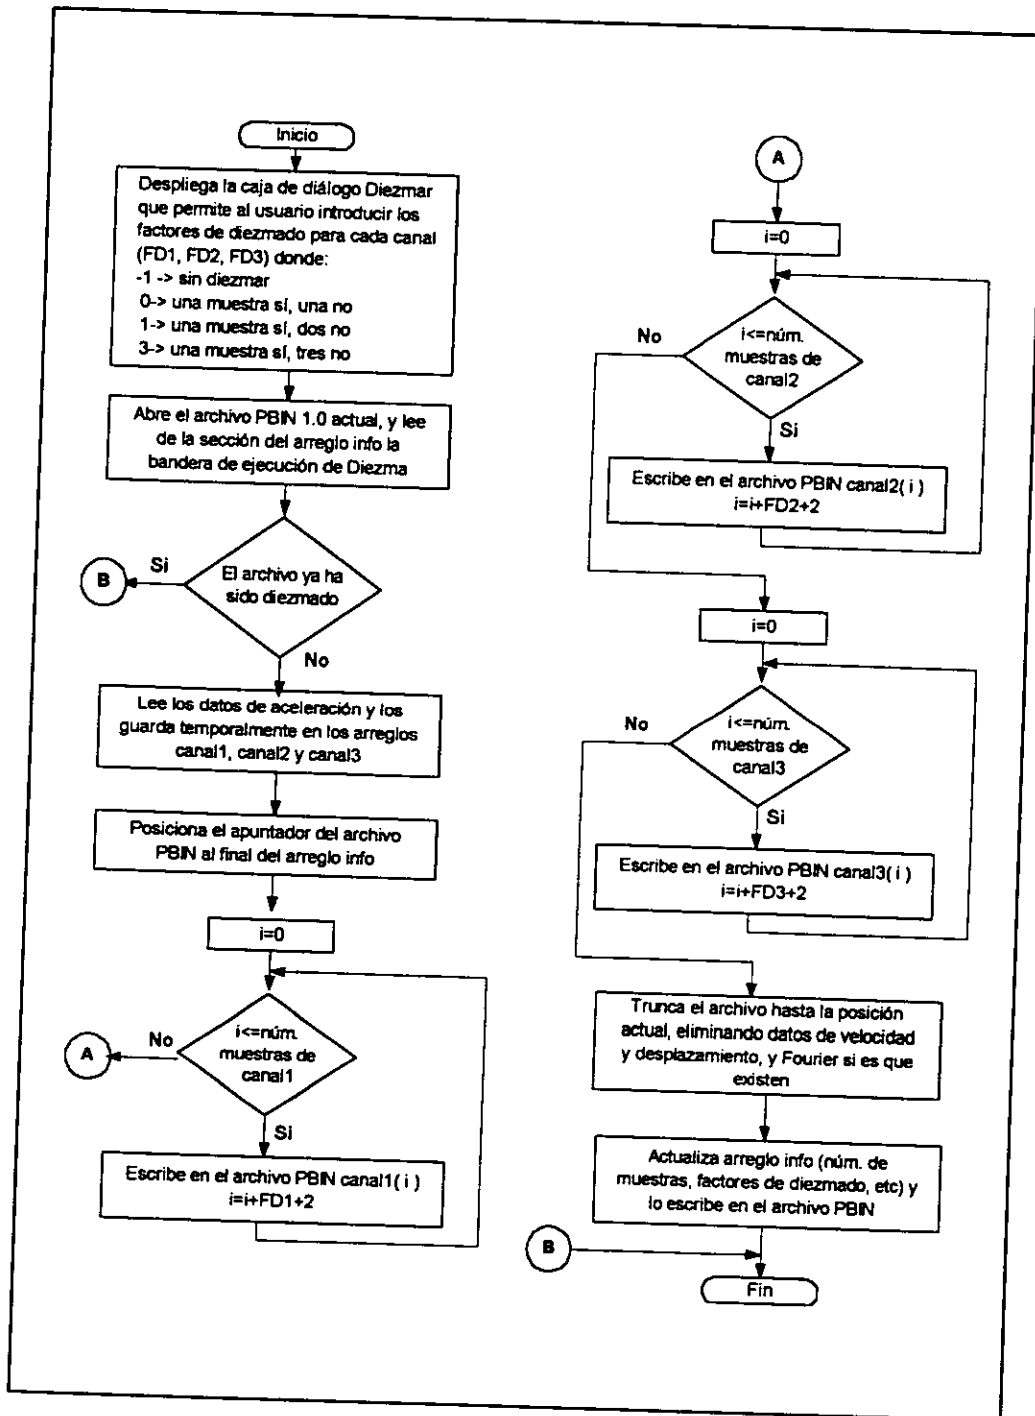 Inicio
Despliega la caja de diálogo Diezmar
que permite al usuario introducir los
factores de diezmado para cada canal
(FD1, FD2, FD3) donde:
-1 -> sin diezmar
0-> una muestra sí, una no
1-> una muestra sí, dos no
3-> una muestra sí, tres no
Abre el archivo PBIN 1.0 actual, y lee
de la sección del arreglo info la
bandera de ejecución de Diezma
Si
B
El archivo ya ha
sido diezmado
No
Lee los datos de aceleración y los
guarda temporalmente en los arreglos
canal1, canal2 y canal3
Posiciona el apuntador del archivo
PBIN al final del arreglo info
i=0
No
A
i<=núm.
muestras de
canal1
Si
Escribe en el archivo PBIN canal1( i )
i=i+FD1+2
A
i=0
No
i<=núm.
muestras de
canal2
Si
Escribe en el archivo PBIN canal2( i )
i=i+FD2+2
i=0
No
i<=núm.
muestras de
canal3
Si
Escribe en el archivo PBIN canal3( i )
i=i+FD3+2
Trunca el archivo hasta la posición
actual, eliminando datos de velocidad
y desplazamiento, y Fourier si es que
existen
Actualiza arreglo info (núm. de
muestras, factores de diezmado, etc) y
lo escribe en el archivo PBIN
B
Fin